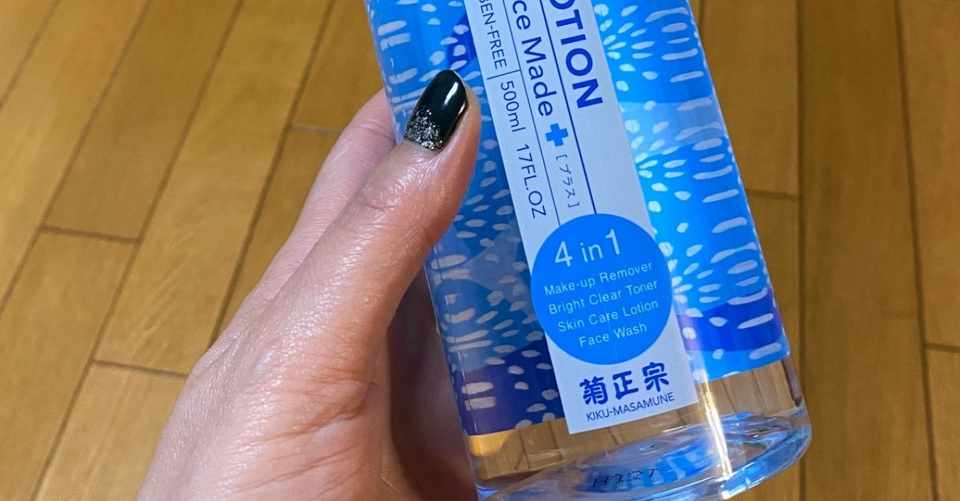 OTION
ce Made+
[プラス]
BEN-FREE | 500ml 17FL.OZ
4 in 1
Make-up Remover
Bright Clear Toner
Skin Care Lotion
Face Wash
菊正宗
KIKU-MASAMUNE